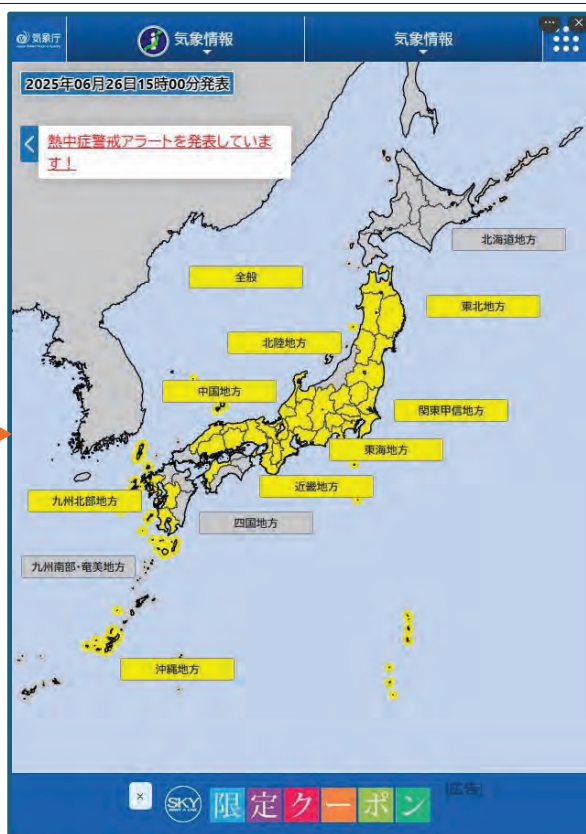 気象庁
気象情報
気象情報
2025年06月26日15時00分発表
熱中症警戒アラートを発表していま
す！
北海道地方
全般
東北地方
北陸地方
中国地方
関東甲信地方
東海地方
近畿地方
九州北部地方
四国地方
九州南部・奄美地方
沖縄地方
SKY
限定クーポン
[広告]